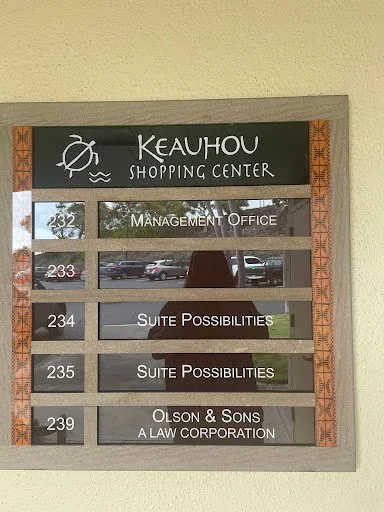 KEAUHOU
SHOPPING CENTER
232 MANAGEMENT OFFICE
233
234 SUITE POSSIBILITIES
235 SUITE POSSIBILITIES
239 OLSON & SONS
A LAW CORPORATION